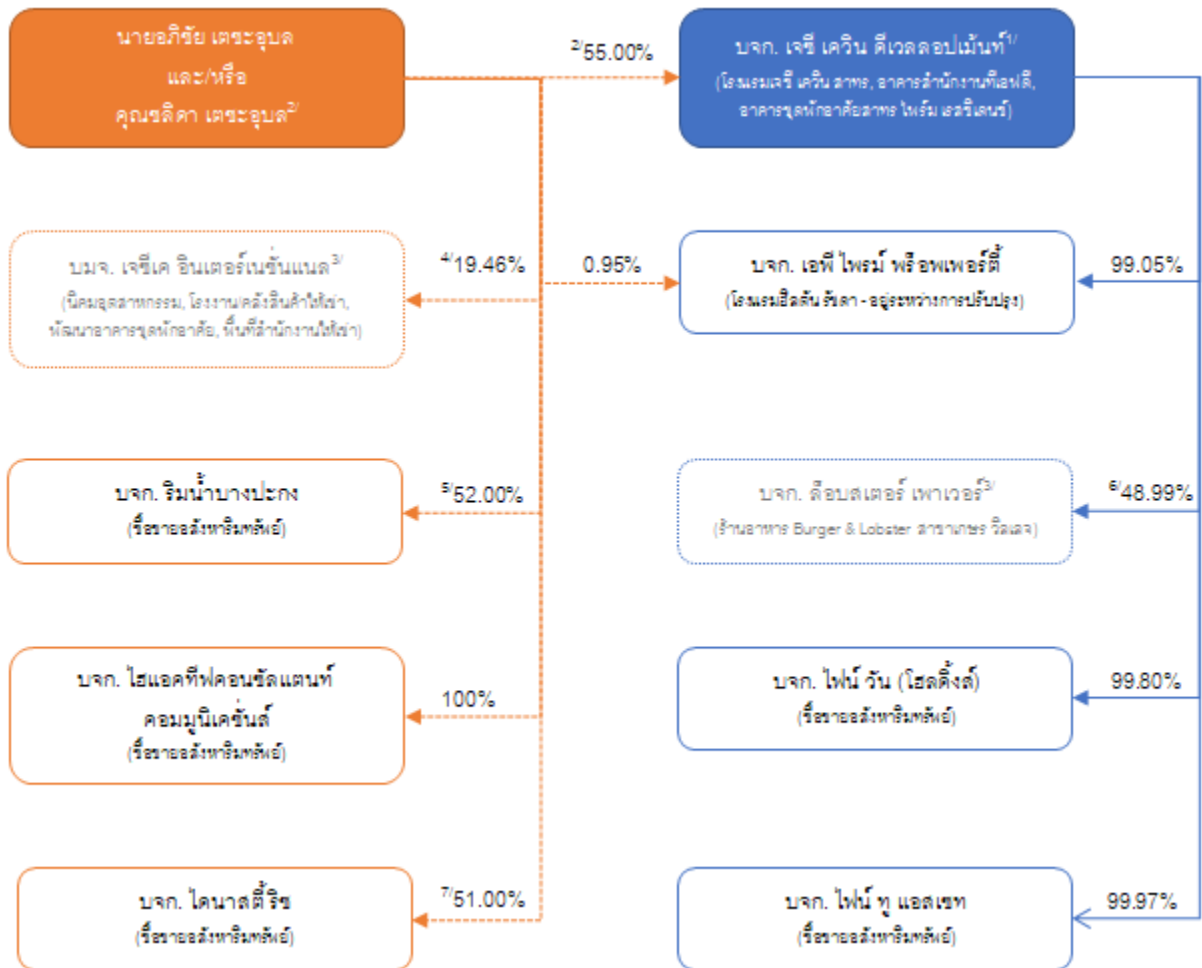 นายอภิชัย เตชะอุบล
และ/หรือ
คุณชลิดา เตชะอุบล2/
2/55.00%
บจก. เจซี เควิน ดีเวลลอปเม้นท์1/
(โรงแรมเจซี เควิน สาทร, อาคารสำนักงานทีเอฟดี,
อาคารชุดพักอาศัยสาทร ไพร์ม เรสซิเดนซ์)
บมจ. เจซีเค อินเตอร์เนชั่นแนล3/
(นิคมอุตสาหกรรม, โรงงาน/คลังสินค้าให้เช่า,
พัฒนาอาคารชุดพักอาศัย, พื้นที่สำนักงานให้เช่า)
4/19.46%
0.95%
บจก. เอพี ไพรม์ พร็อพเพอร์ตี้
(โรงแรมฮิลตัน รัชดา - อยู่ระหว่างการปรับปรุง)
99.05%
บจก. ริมน้ำบางปะกง
(ซื้อขายอสังหาริมทรัพย์)
5/52.00%
บจก. ล็อบสเตอร์ เพาเวอร์3/
(ร้านอาหาร Burger & Lobster สาขาเกษร วิลเลจ)
6/48.99%
บจก. ไฮแอคทีฟคอนซัลแตนท์
คอมมูนิเคชั่นส์
(ซื้อขายอสังหาริมทรัพย์)
100%
บจก. ไฟน์ วัน (โฮลดิ้งส์)
(ซื้อขายอสังหาริมทรัพย์)
99.80%
บจก. ไดนาสตี้ ริช
(ซื้อขายอสังหาริมทรัพย์)
7/51.00%
บจก. ไฟน์ ทู แอสเซท
(ซื้อขายอสังหาริมทรัพย์)
99.97%